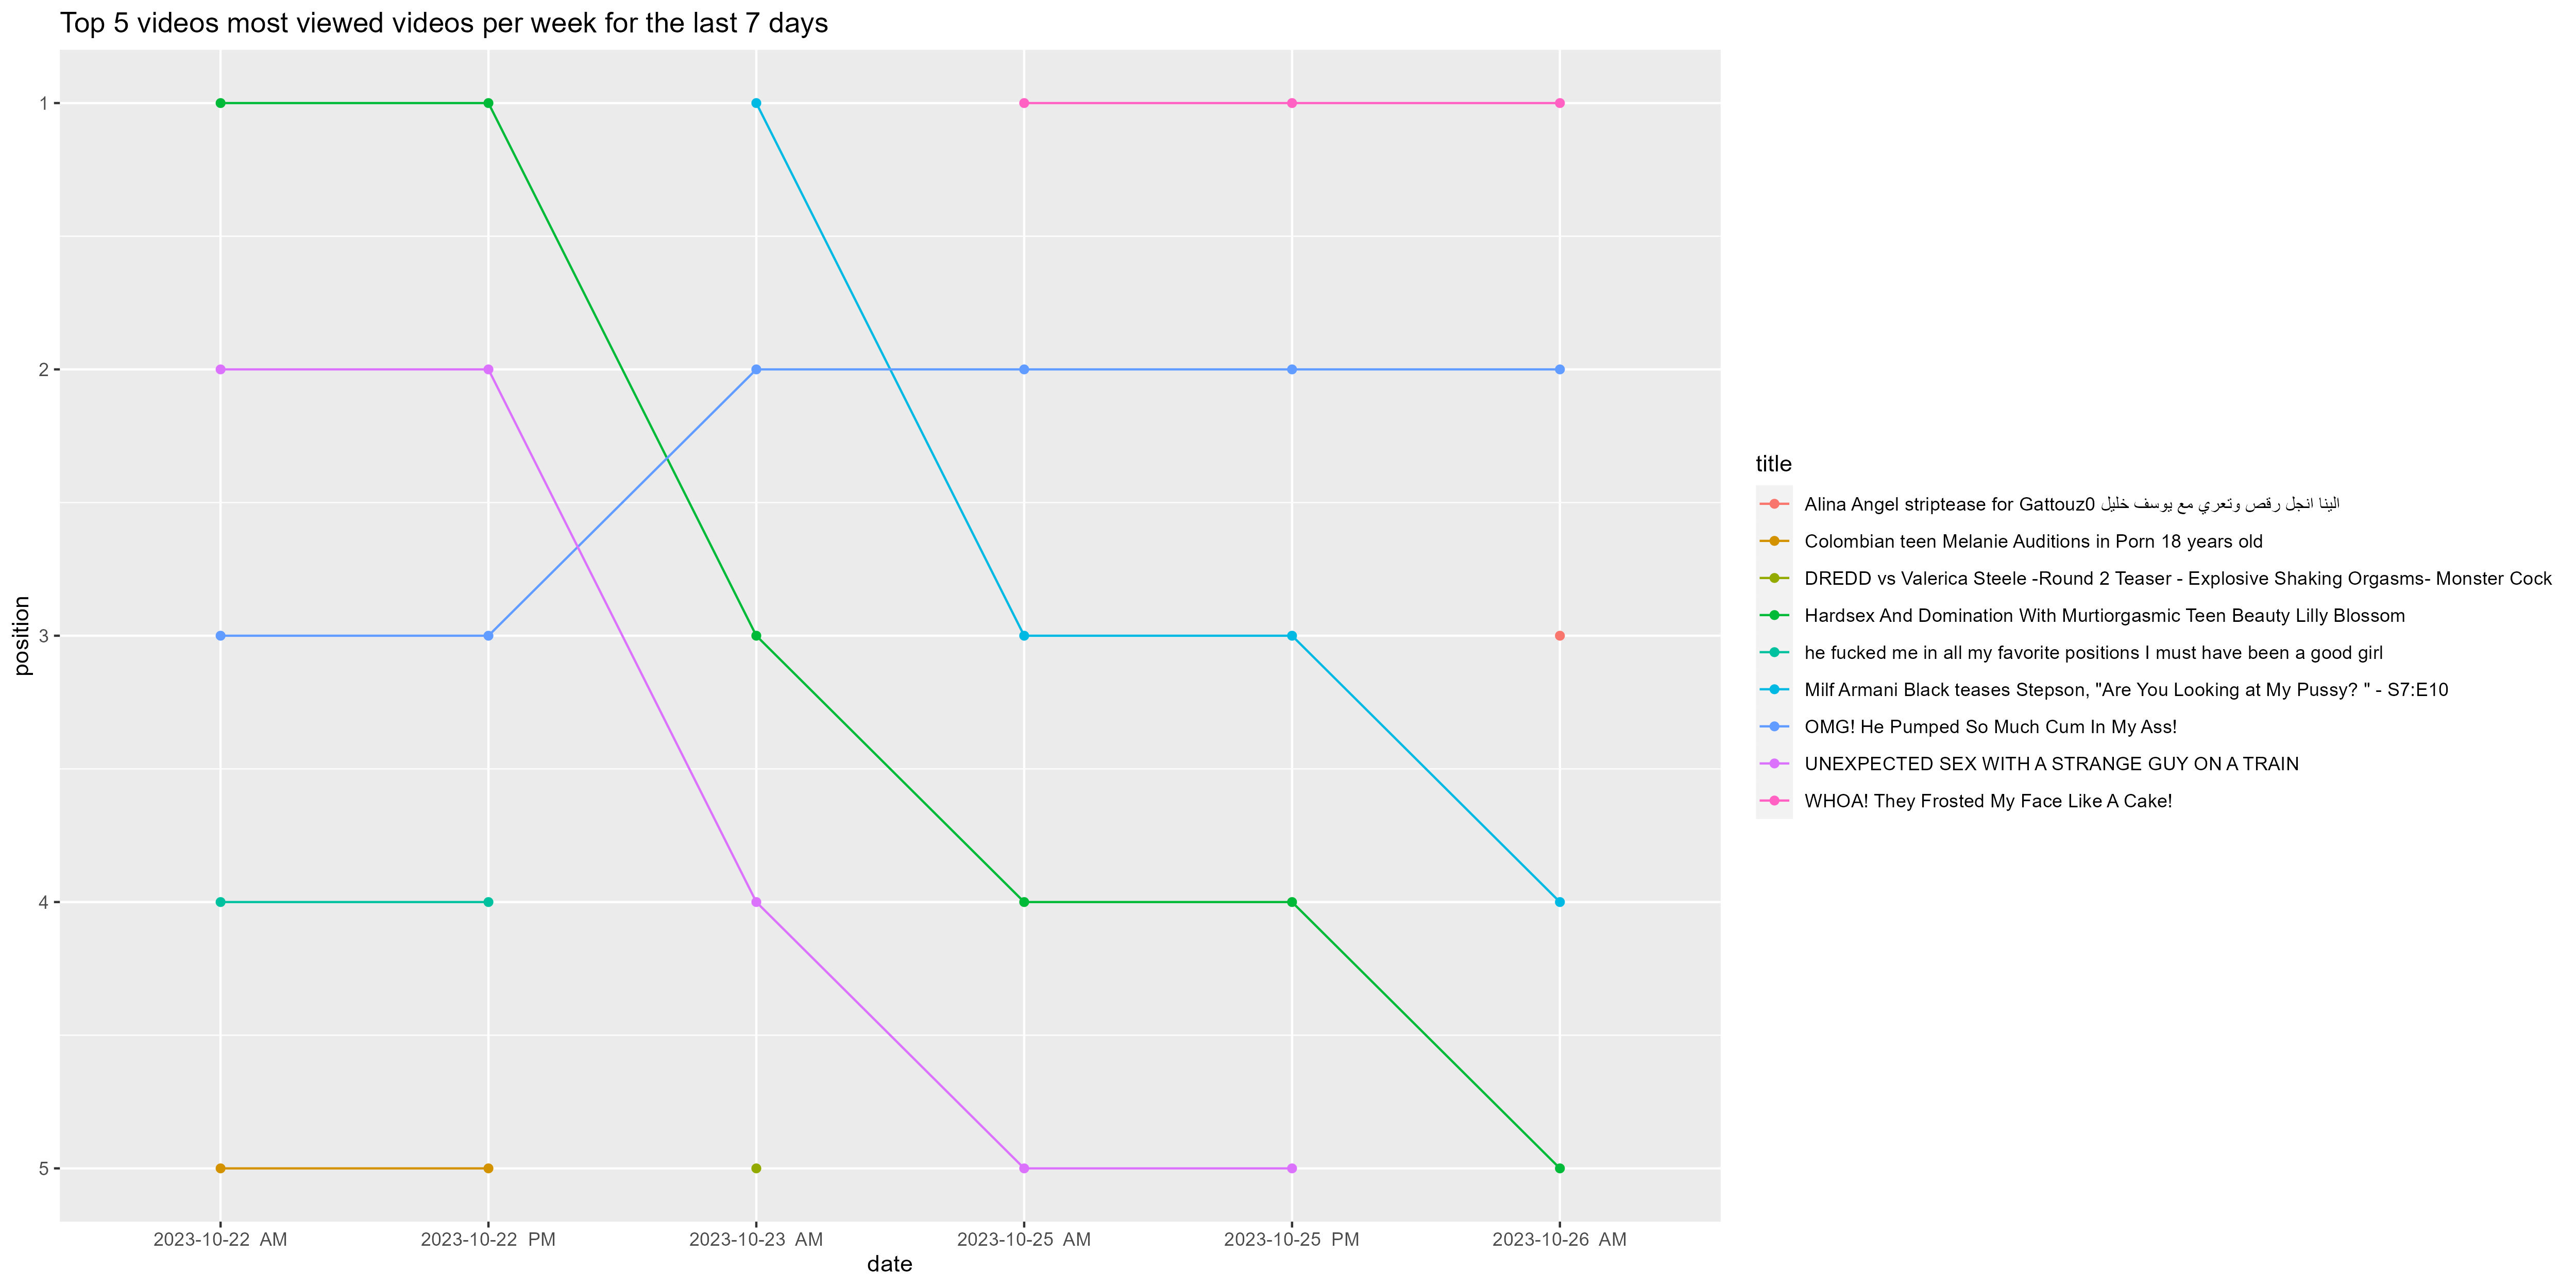 Top 5 videos most viewed videos per week for the last 7 days
position
1
2
3
4
5
2023-10-22 AM
2023-10-22 PM
2023-10-23 AM
2023-10-25 AM
2023-10-25 PM
2023-10-26 AM
date
title
Alina Angel striptease for Gattouz0 الينا انجل رقص وتعري مع يوسف خليل
Colombian teen Melanie Auditions in Porn 18 years old
DREDD vs Valerica Steele -Round 2 Teaser - Explosive Shaking Orgasms- Monster Cock
Hardsex And Domination With Murtiorgasmic Teen Beauty Lilly Blossom
he fucked me in all my favorite positions I must have been a good girl
Milf Armani Black teases Stepson, "Are You Looking at My Pussy? " - S7:E10
OMG! He Pumped So Much Cum In My Ass!
UNEXPECTED SEX WITH A STRANGE GUY ON A TRAIN
WHOA! They Frosted My Face Like A Cake!